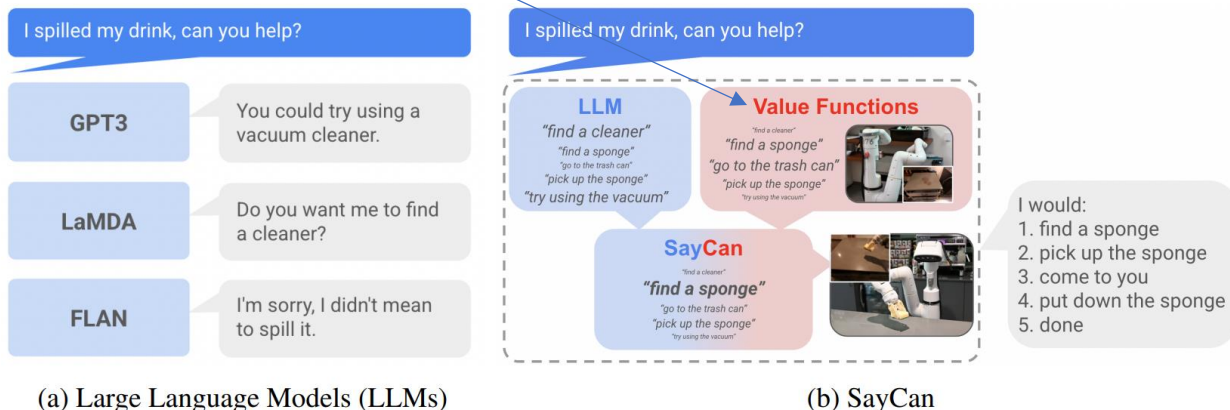 I spilled my drink, can you help?
GPT3
You could try using a
vacuum cleaner.
LaMDA
Do you want me to find
a cleaner?
FLAN
I'm sorry, I didn't mean
to spill it.
(a) Large Language Models (LLMs)
I spilled my drink, can you help?
LLM
“find a cleaner”
“find a sponge”
“go to the trash can”
“pick up the sponge”
“try using the vacuum”
Value Functions
“find a cleaner”
“find a sponge”
“go to the trash can”
“pick up the sponge”
“try using the vacuum”
SayCan
“find a cleaner”
“find a sponge”
“go to the trash can”
“pick up the sponge”
“try using the vacuum”
I would:
1. find a sponge
2. pick up the sponge
3. come to you
4. put down the sponge
5. done
(b) SayCan